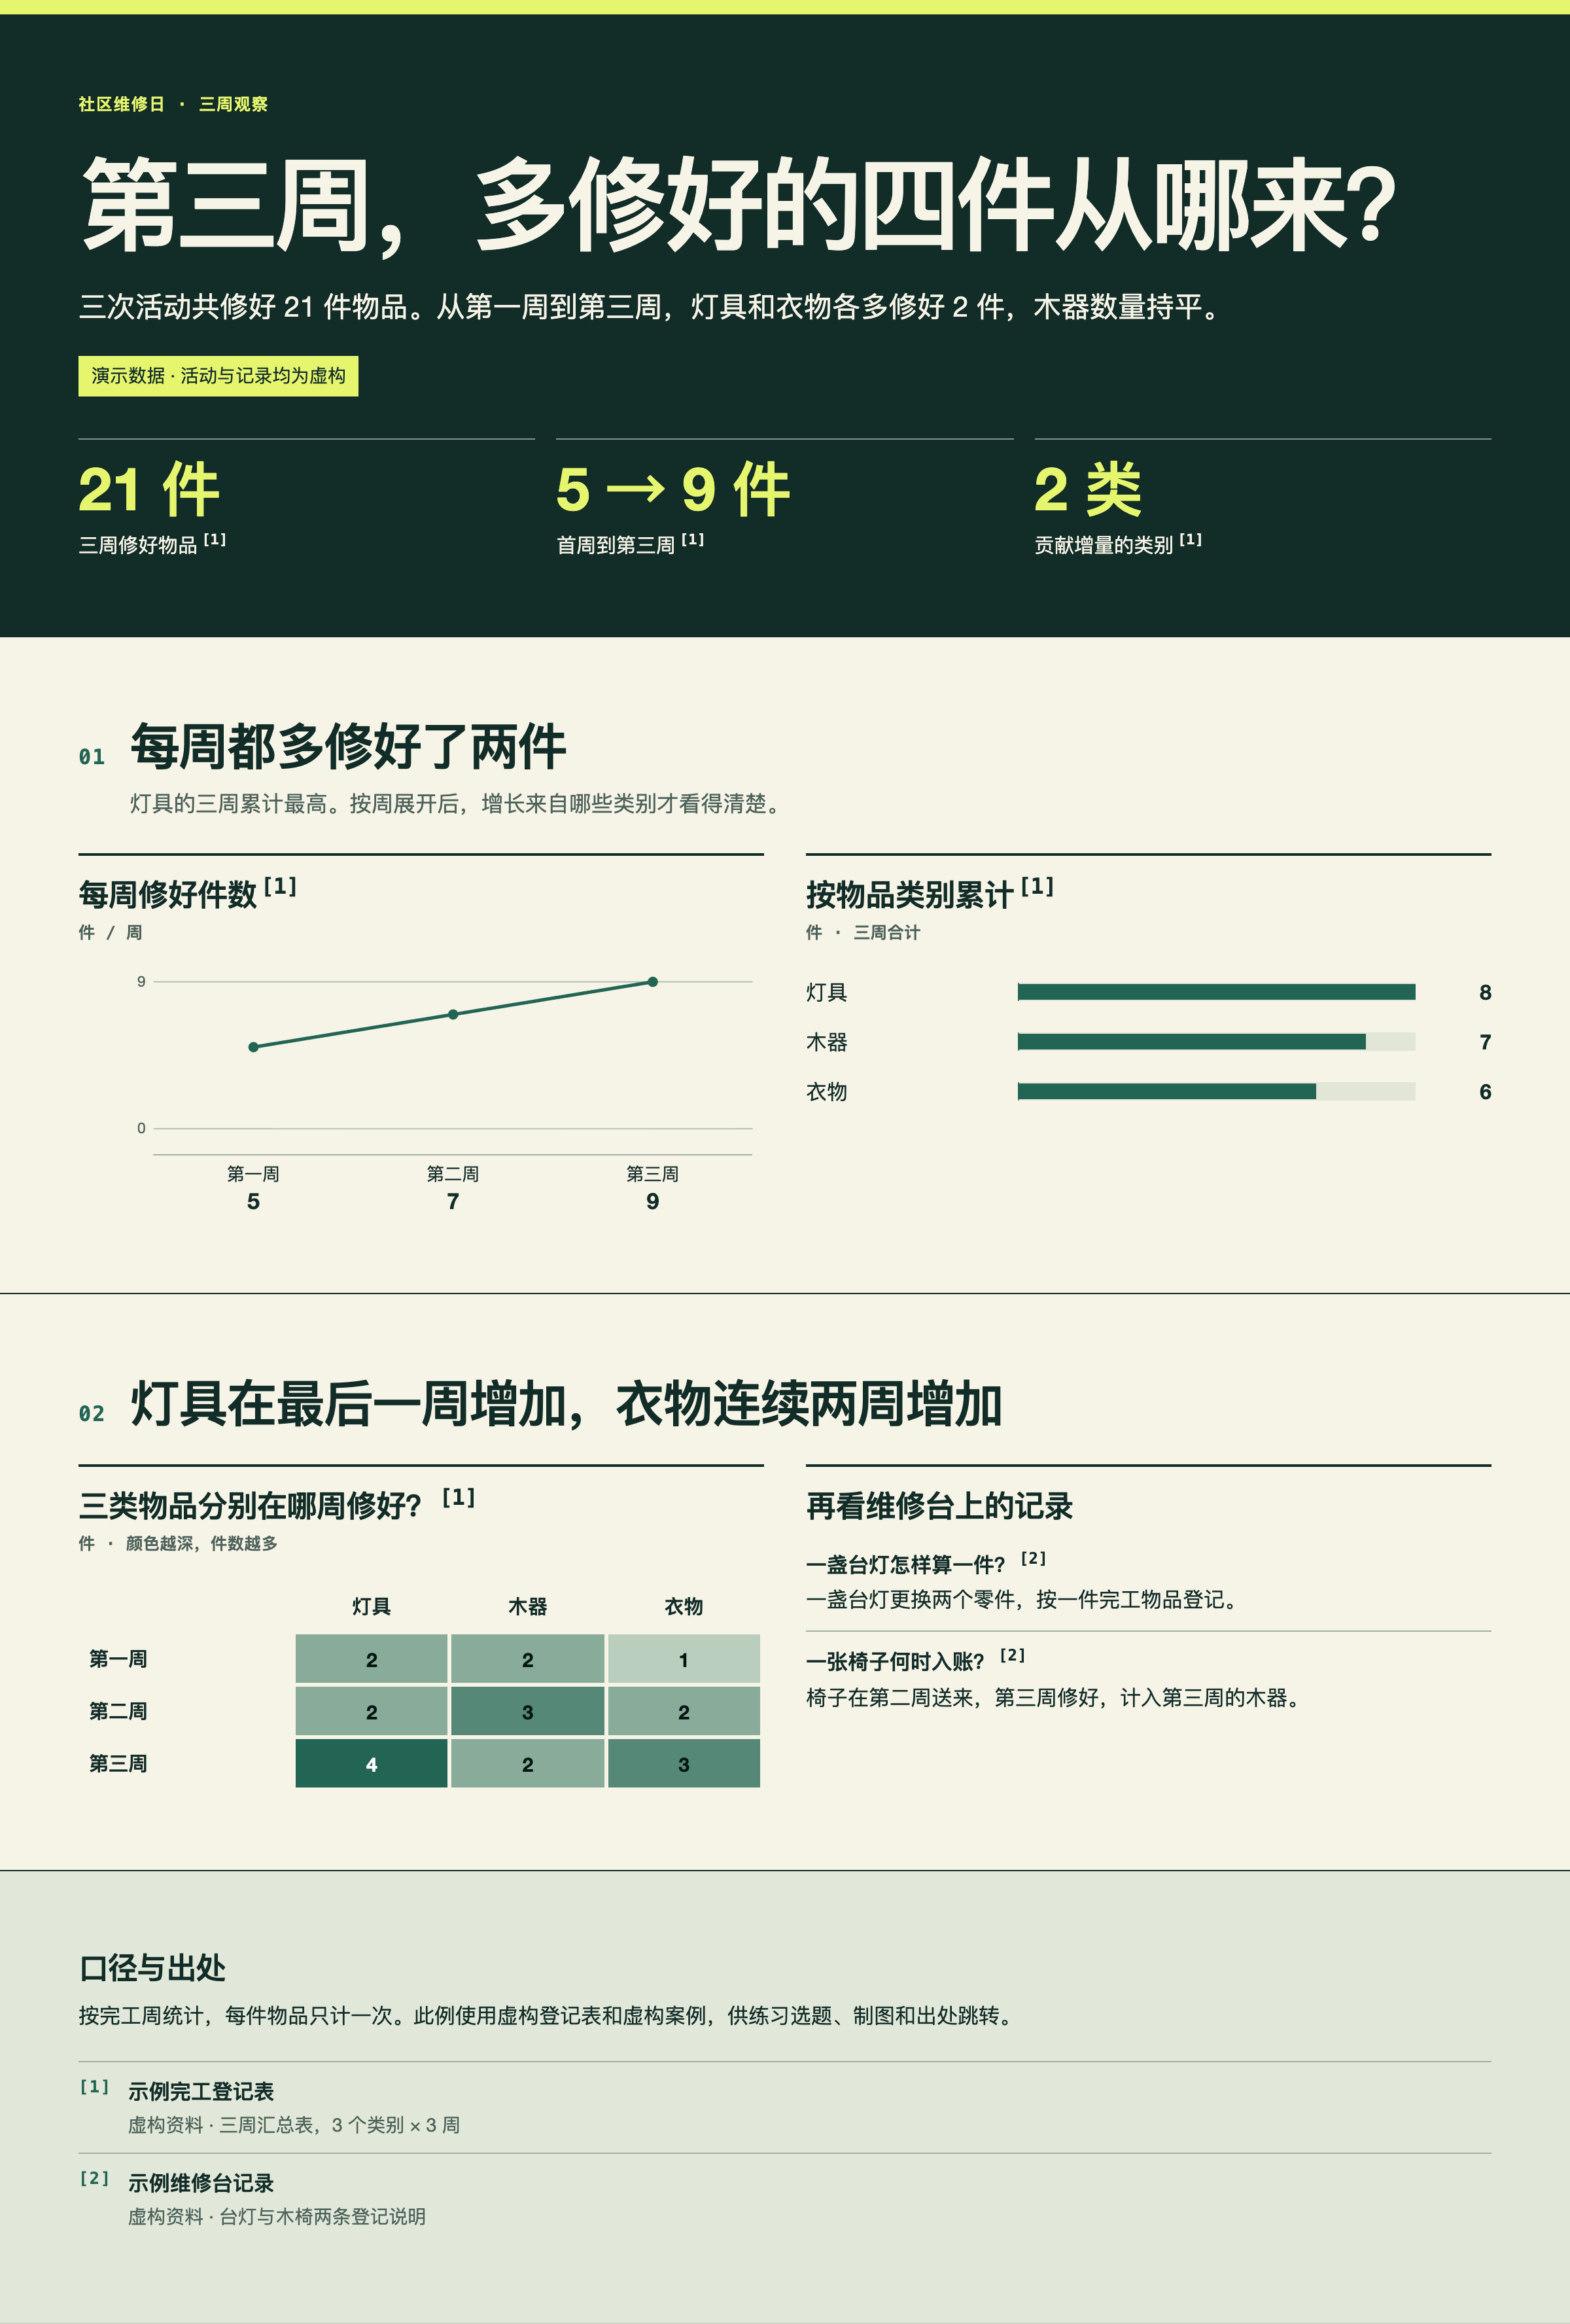 社区维修日 · 三周观察
第三周，多修好的四件从哪来？
三次活动共修好 21 件物品。从第一周到第三周，灯具和衣物各多修好 2 件，木器数量持平。
演示数据 · 活动与记录均为虚构
21 件
三周修好物品 [1]
5 → 9 件
首周到第三周 [1]
2 类
贡献增量的类别 [1]
01 每周都多修好了两件
灯具的三周累计最高。按周展开后，增长来自哪些类别才看得清楚。
每周修好件数 [1]
件 / 周
9
0
第一周 第二周 第三周
5 7 9
按物品类别累计 [1]
件 · 三周合计
灯具 8
木器 7
衣物 6
02 灯具在最后一周增加，衣物连续两周增加
三类物品分别在哪周修好？ [1]
件 · 颜色越深，件数越多
灯具 木器 衣物
第一周 2 2 1
第二周 2 3 2
第三周 4 2 3
再看维修台上的记录
一盏台灯怎样算一件？ [2]
一盏台灯更换两个零件，按一件完工物品登记。
一张椅子何时入账？ [2]
椅子在第二周送来，第三周修好，计入第三周的木器。
口径与出处
按完工周统计，每件物品只计一次。此例使用虚构登记表和虚构案例，供练习选题、制图和出处跳转。
[1] 示例完工登记表
虚构资料 · 三周汇总表，3 个类别 × 3 周
[2] 示例维修台记录
虚构资料 · 台灯与木椅两条登记说明